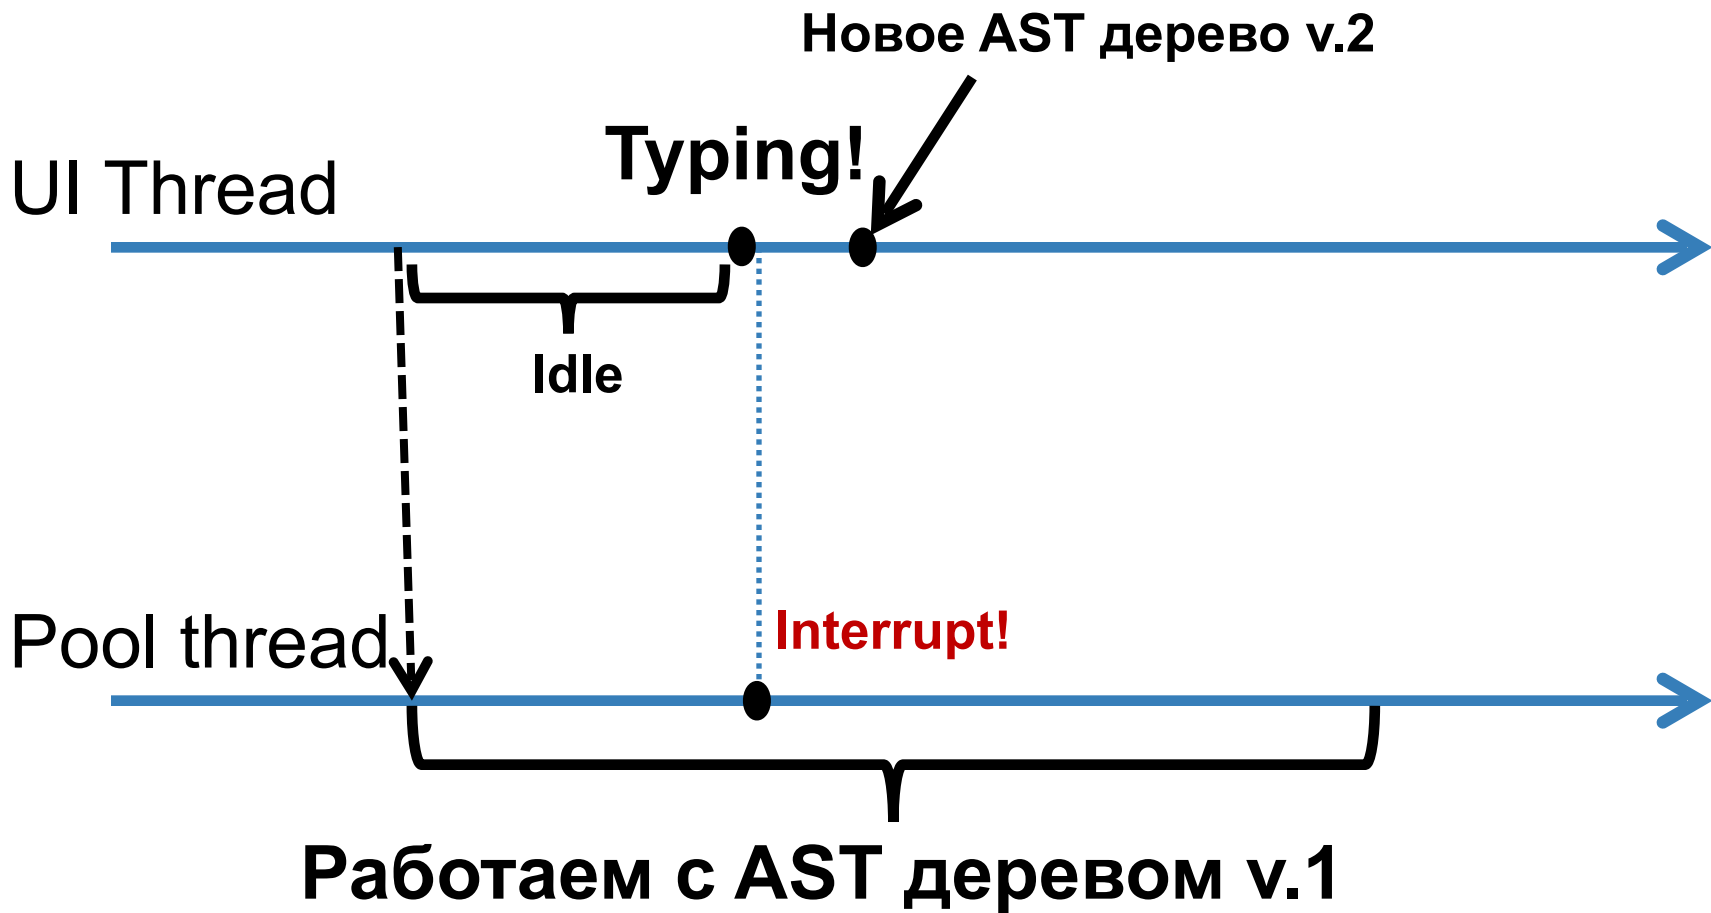 Новое AST дерево v.2
Typing!
UI Thread
Idle
Interrupt!
Pool thread
Работаем с AST деревом v.1